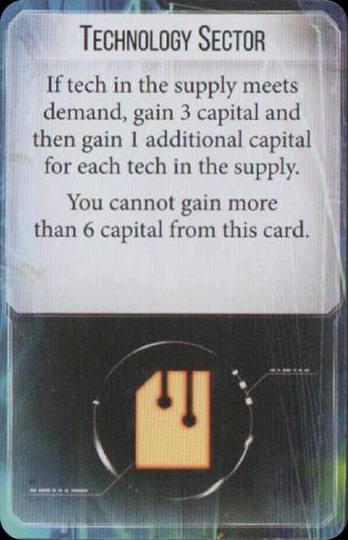 Technology Sector
If tech in the supply meets
demand, gain 3 capital and
then gain 1 additional capital
for each tech in the supply.
You cannot gain more
than 6 capital from this card.